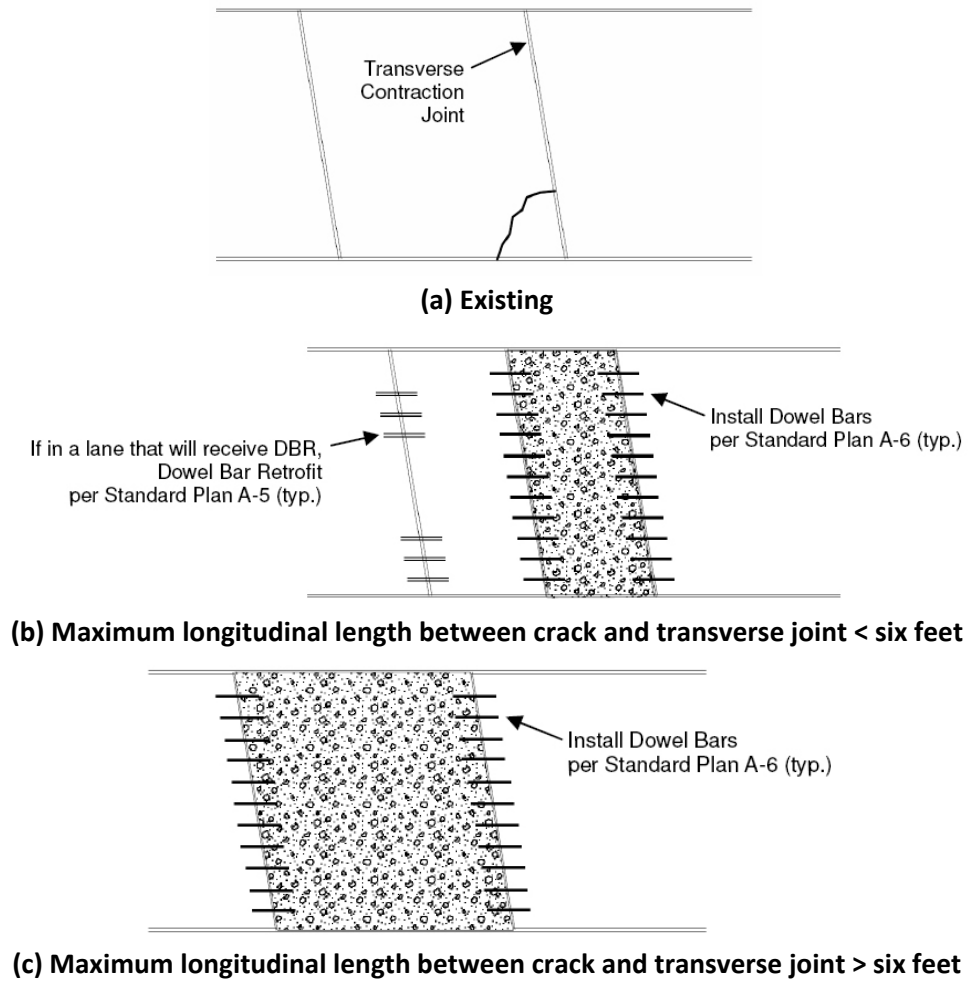 Transverse
Contraction
Joint
(a) Existing
If in a lane that will receive DBR,
Dowel Bar Retrofit
per Standard Plan A-5 (typ.)
Install Dowel Bars
per Standard Plan A-6 (typ.)
(b) Maximum longitudinal length between crack and transverse joint < six feet
Install Dowel Bars
per Standard Plan A-6 (typ.)
(c) Maximum longitudinal length between crack and transverse joint > six feet